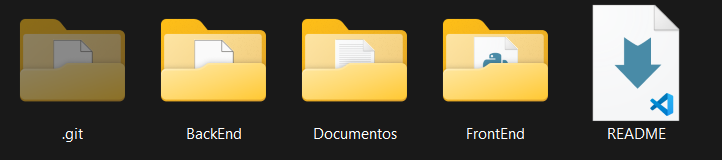 .git
BackEnd
Documentos
FrontEnd
README